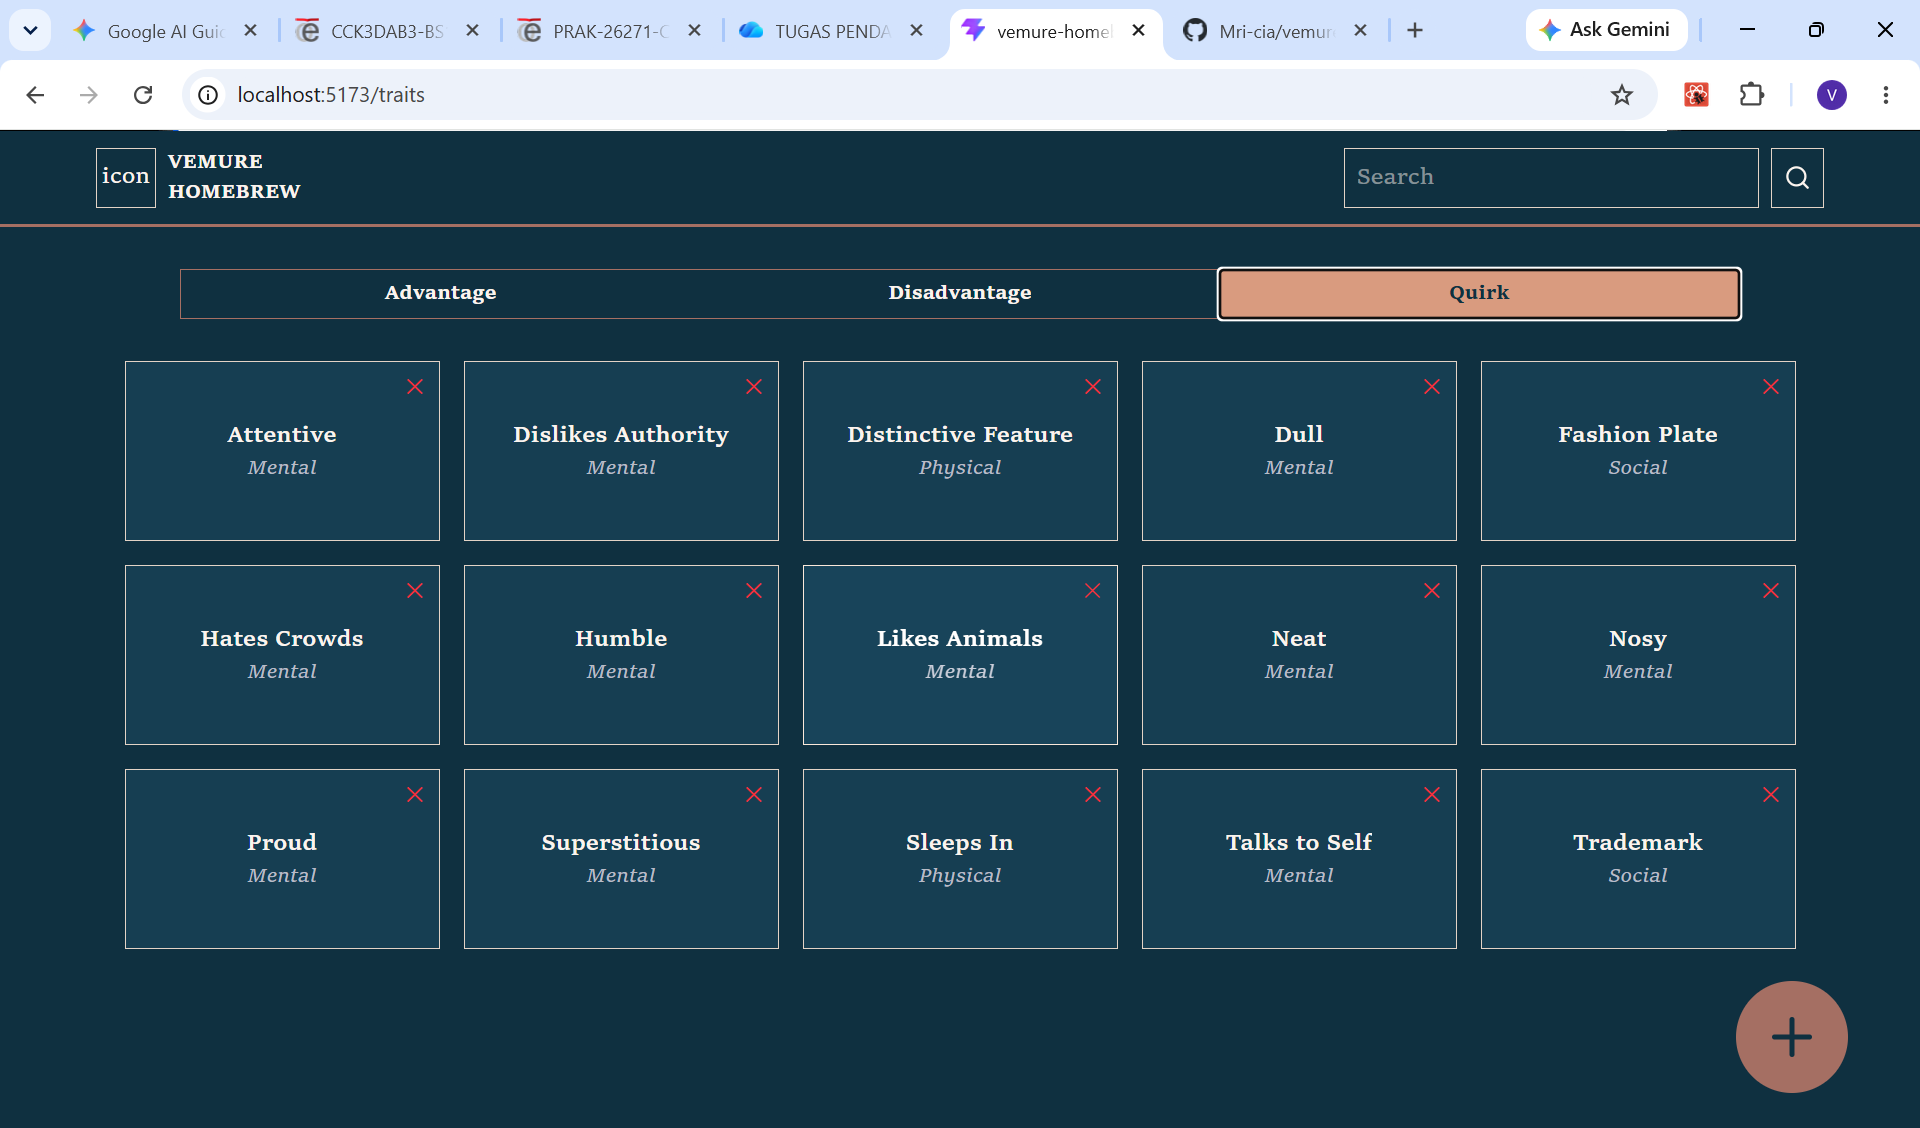 Google AI Gui
CCK3DAB3-BS
PRAK-26271-C
TUGAS PENDA
vemure-homel
Mri-cia/vemure
Ask Gemini
localhost:5173/traits
V
icon
VEMURE
HOMEBREW
Search
Advantage
Disadvantage
Quirk
Attentive
Mental
Dislikes Authority
Mental
Distinctive Feature
Physical
Dull
Mental
Fashion Plate
Social
Hates Crowds
Mental
Humble
Mental
Likes Animals
Mental
Neat
Mental
Nosy
Mental
Proud
Mental
Superstitious
Mental
Sleeps In
Physical
Talks to Self
Mental
Trademark
Social